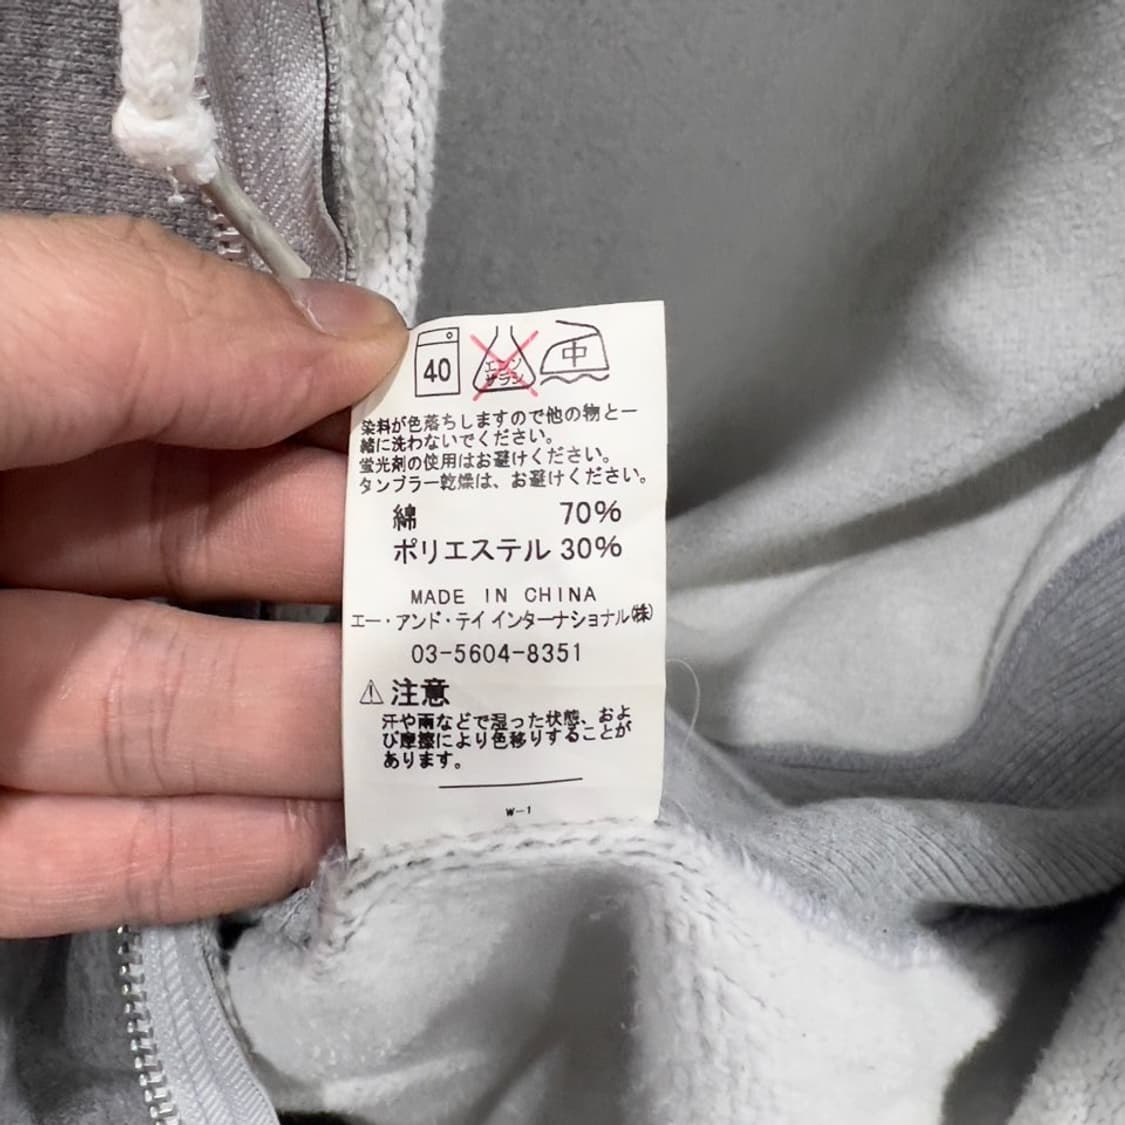 40
エンソ
サラシ
中
染料が色落ちしますので他の物と一
緒に洗わないでください。
蛍光剤の使用はお避けください。
タンブラー乾燥は、お避けください。
綿 70%
ポリエステル 30%
MADE IN CHINA
エー・アンド・テイ インターナショナル(株)
03-5604-8351
⚠注意
汗や雨などで湿った状態、およ
び摩擦により色移りすることが
あります。
W-1